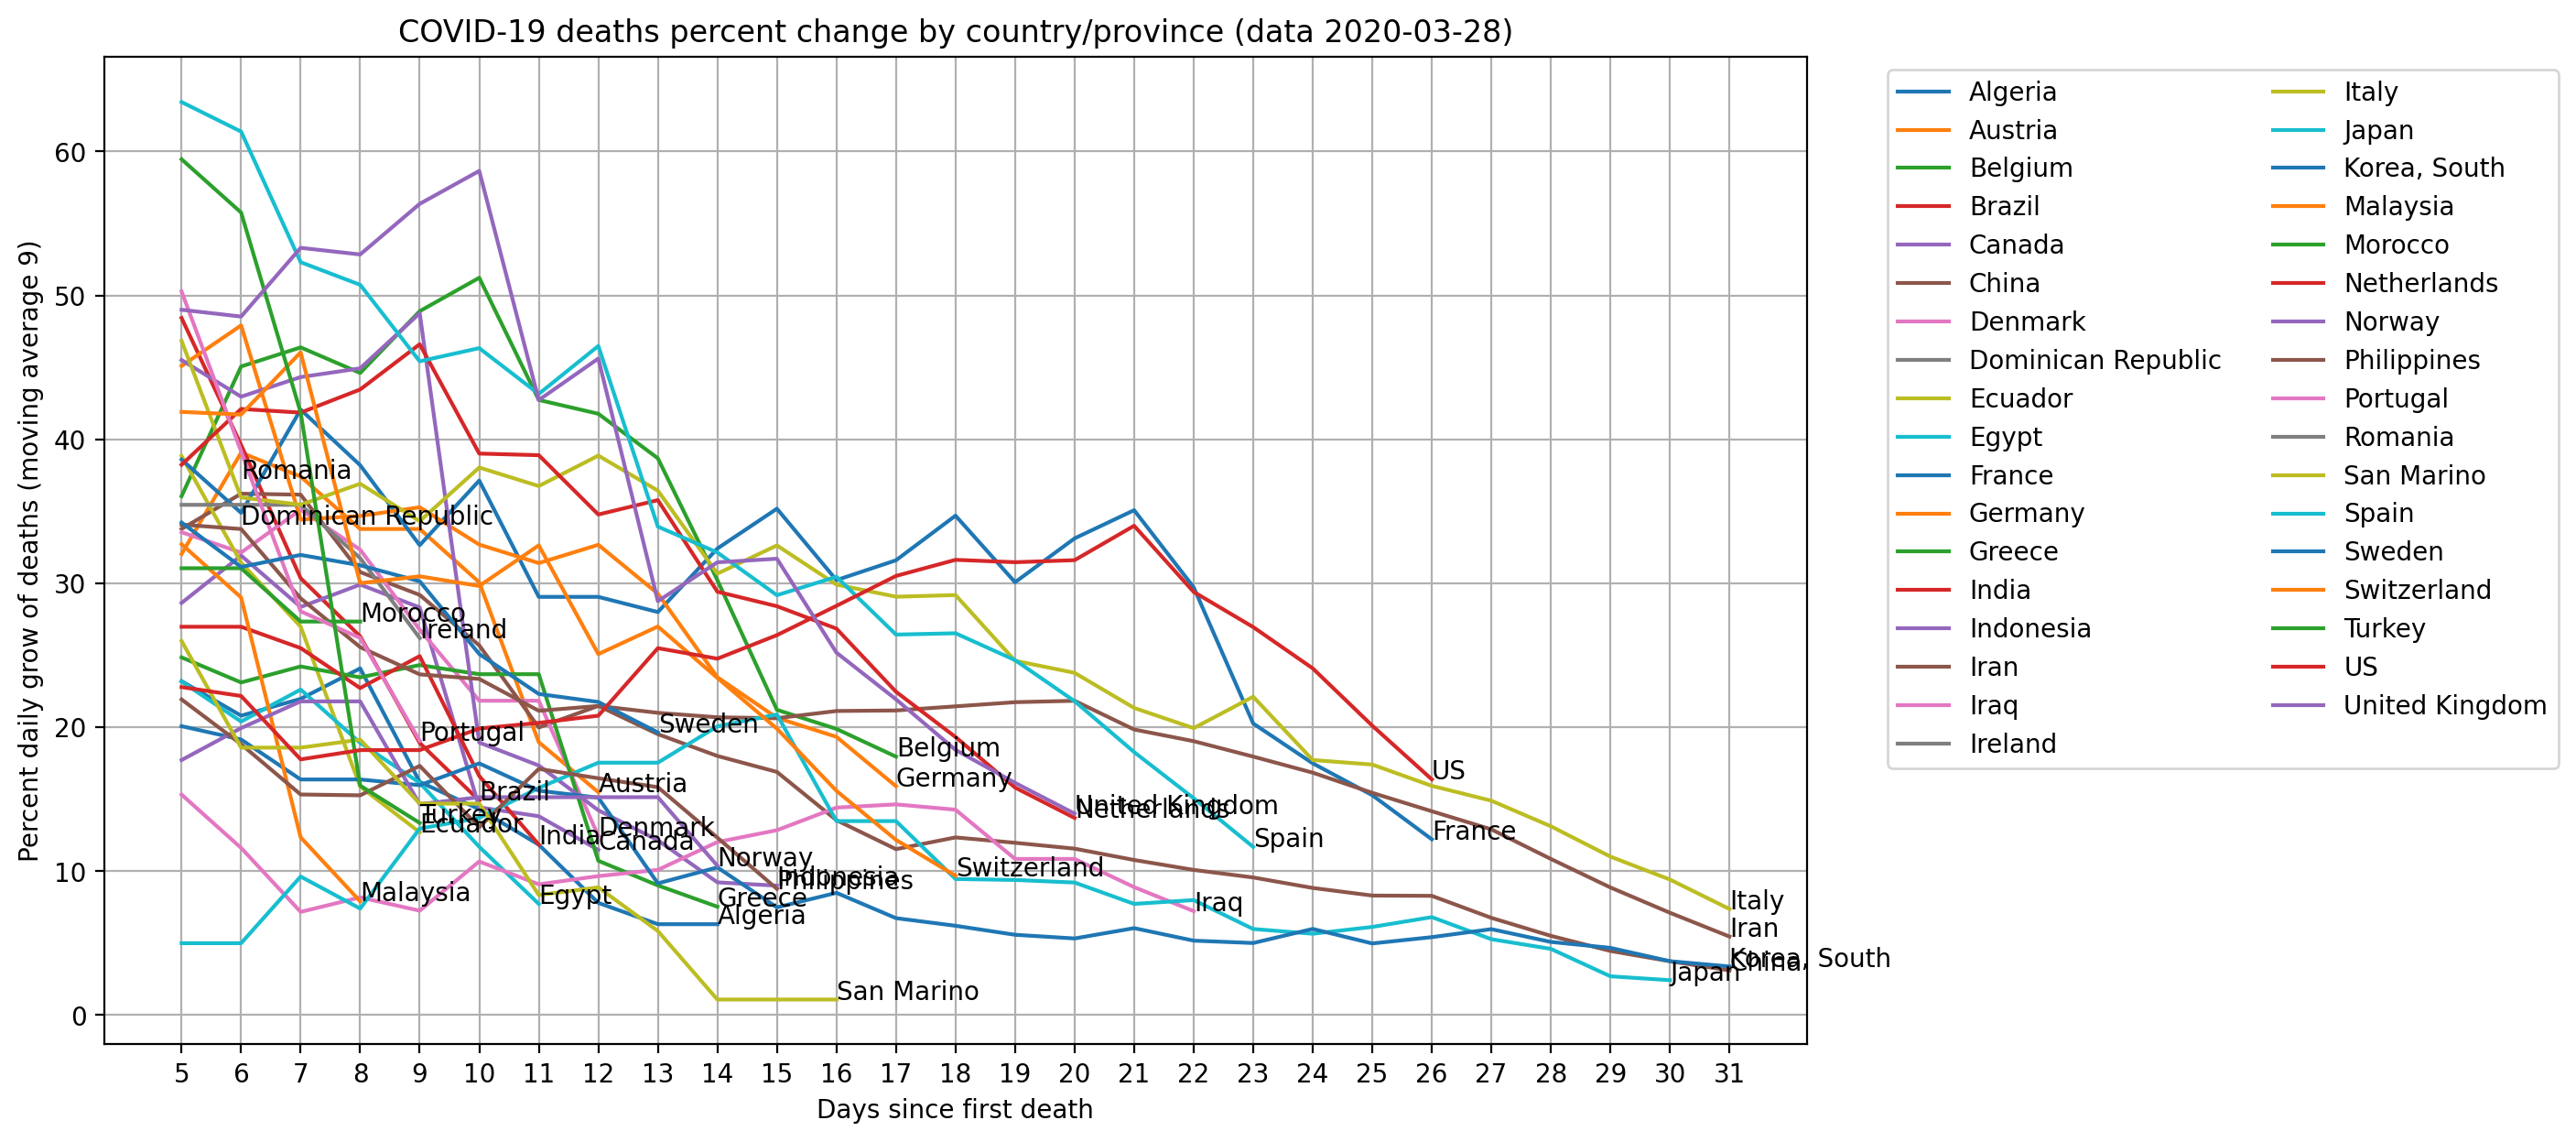 COVID-19 deaths percent change by country/province (data 2020-03-28)
Percent daily grow of deaths (moving average 9)
60
50
40
30
20
10
0
Romania
Dominican Republic
Morocco
Ireland
Portugal
Sweden
Belgium
Germany
US
Austria
Brazil
Turkey
Ecuador
United Kingdom
Netherlands
Denmark
India
Canada
France
Spain
Norway
Indonesia
Philippines
Switzerland
Malaysia
Egypt
Greece
Algeria
Iraq
Italy
Iran
Korea, South
China
Japan
San Marino
5 6 7 8 9 10 11 12 13 14 15 16 17 18 19 20 21 22 23 24 25 26 27 28 29 30 31
Days since first death
Algeria
Austria
Belgium
Brazil
Canada
China
Denmark
Dominican Republic
Ecuador
Egypt
France
Germany
Greece
India
Indonesia
Iran
Iraq
Ireland
Italy
Japan
Korea, South
Malaysia
Morocco
Netherlands
Norway
Philippines
Portugal
Romania
San Marino
Spain
Sweden
Switzerland
Turkey
US
United Kingdom